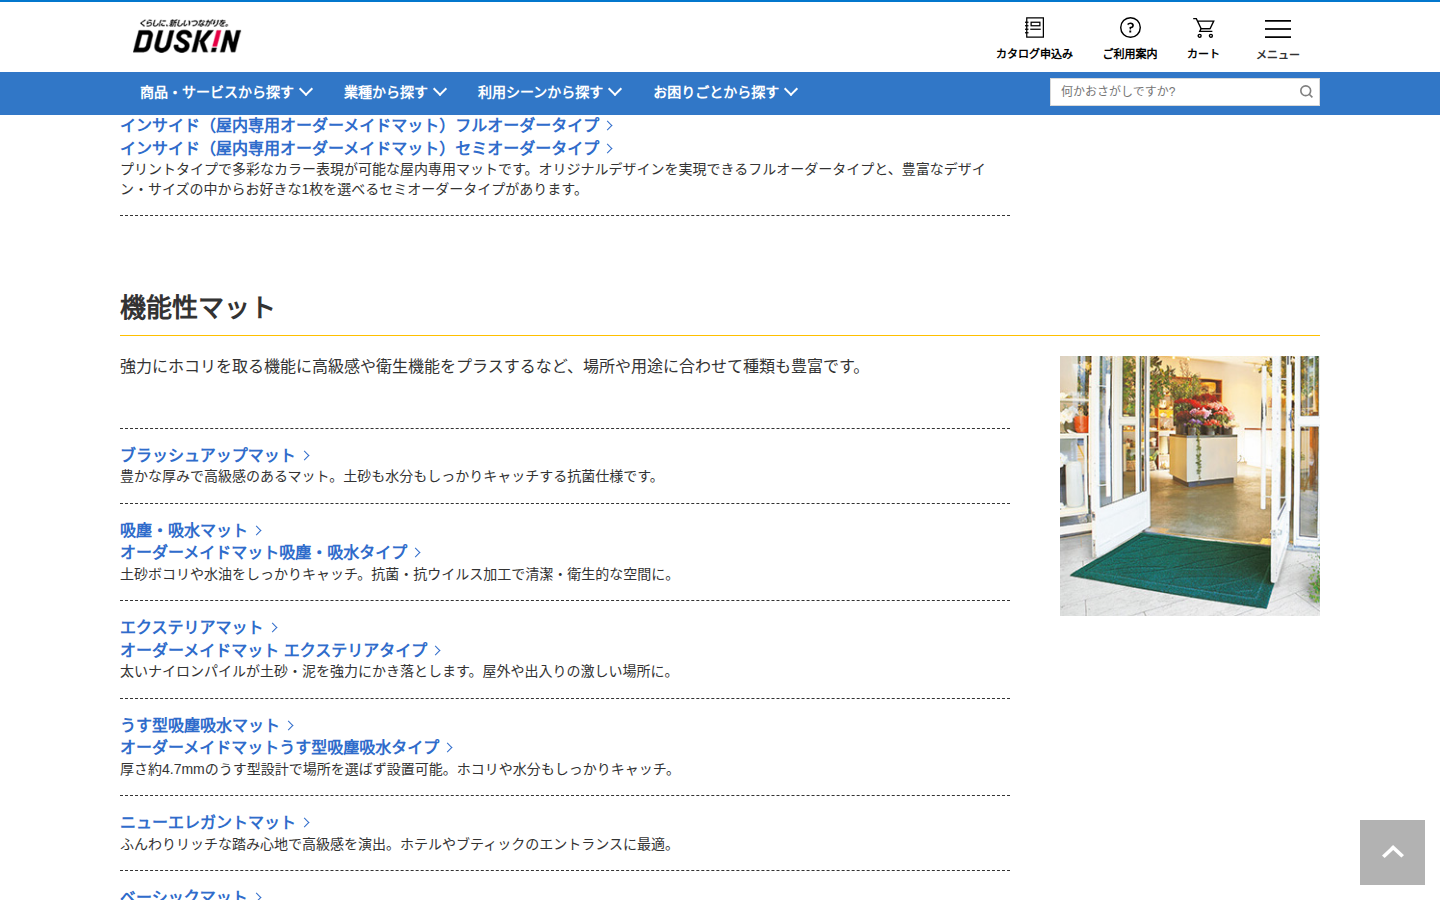 くらしに、新しいつながりを。
DUSKIN
カタログ申込み
ご利用案内
カート
メニュー
商品・サービスから探す
業種から探す
利用シーンから探す
お困りごとから探す
何かおさがしですか?
インサイド（屋内専用オーダーメイドマット）フルオーダータイプ
インサイド（屋内専用オーダーメイドマット）セミオーダータイプ
プリントタイプで多彩なカラー表現が可能な屋内専用マットです。オリジナルデザインを実現できるフルオーダータイプと、豊富なデザイ
ン・サイズの中からお好きな1枚を選べるセミオーダータイプがあります。
機能性マット
強力にホコリを取る機能に高級感や衛生機能をプラスするなど、場所や用途に合わせて種類も豊富です。
ブラッシュアップマット
豊かな厚みで高級感のあるマット。土砂も水分もしっかりキャッチする抗菌仕様です。
吸塵・吸水マット
オーダーメイドマット吸塵・吸水タイプ
土砂ボコリや水油をしっかりキャッチ。抗菌・抗ウイルス加工で清潔・衛生的な空間に。
エクステリアマット
オーダーメイドマット エクステリアタイプ
太いナイロンパイルが土砂・泥を強力にかき落とします。屋外や出入りの激しい場所に。
うす型吸塵吸水マット
オーダーメイドマットうす型吸塵吸水タイプ
厚さ約4.7mmのうす型設計で場所を選ばず設置可能。ホコリや水分もしっかりキャッチ。
ニューエレガントマット
ふんわりリッチな踏み心地で高級感を演出。ホテルやブティックのエントランスに最適。
ベーシックマット